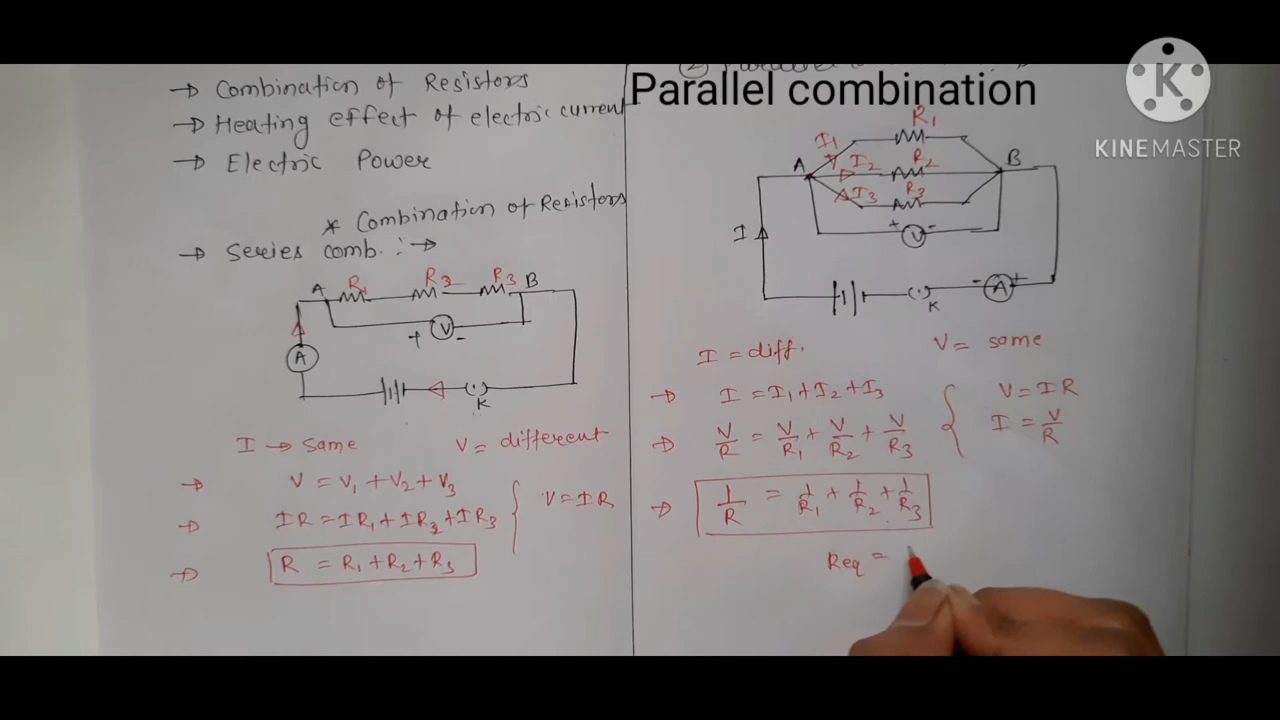 → Combination of Resistors
→ Heating effect of electric current
→ Electric Power
* Combination of Resistors
→ Series comb. :→
A R1 R2 R3 B
+ V -
A
K
I → Same V = different
→ V = V1 + V2 + V3
→ IR = IR1 + IR2 + IR3 V = IR
→ R = R1 + R2 + R3
Parallel combination
K
KINEMASTER
R1
I1
A I2 R2 B
I3 R3
+ V -
I
- A +
K
I = diff. V = same
→ I = I1 + I2 + I3 V = IR
→ V/R = V/R1 + V/R2 + V/R3 I = V/R
→ 1/R = 1/R1 + 1/R2 + 1/R3
Req =